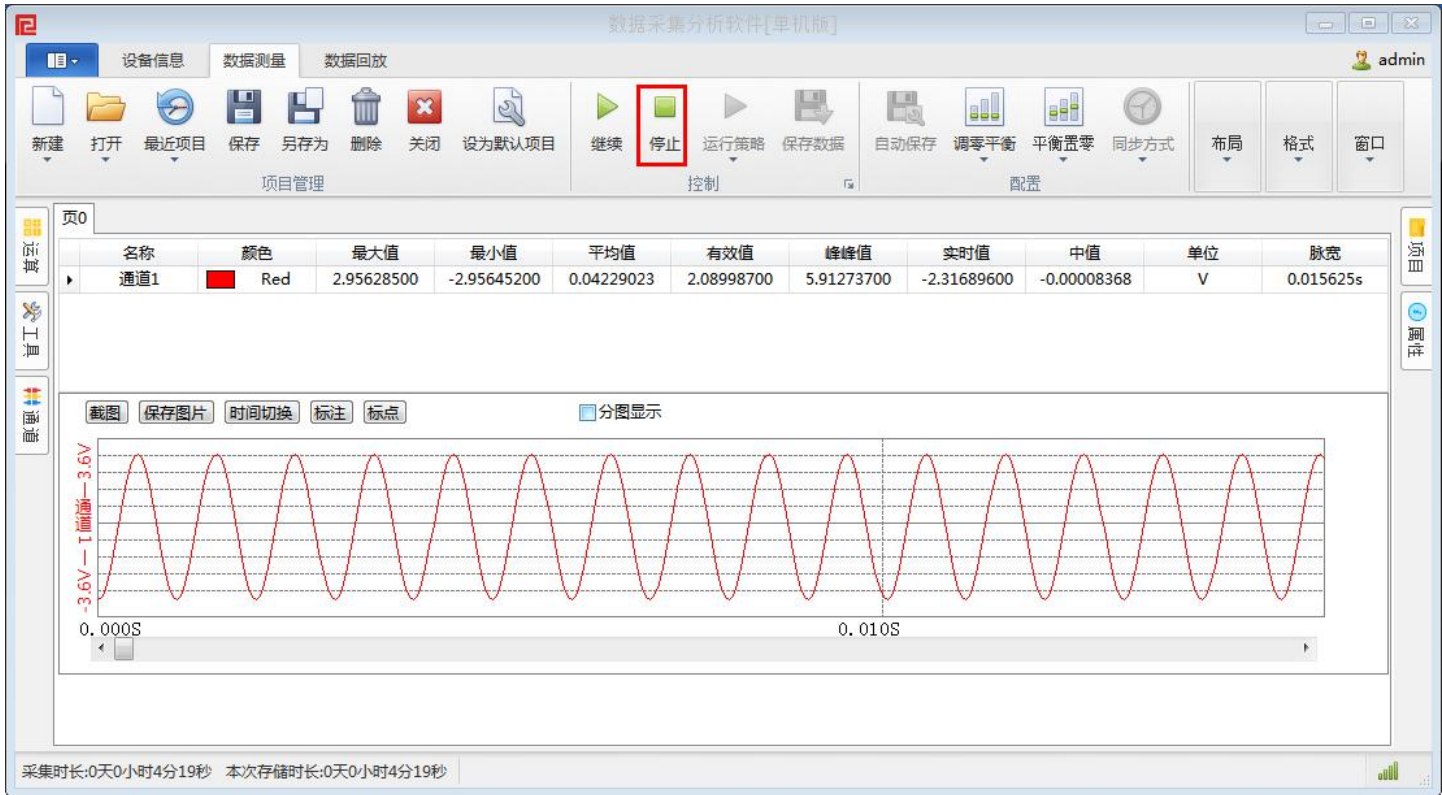 数据采集分析软件[单机版]
设备信息 数据测量 数据回放 admin
新建 打开 最近项目 保存 另存为 删除 关闭 设为默认项目 继续 停止 运行策略 保存数据 自动保存 调零平衡 平衡置零 同步方式 布局 格式 窗口
项目管理 控制 配置
页0
运算
工具
通道
项目
属性
名称 颜色 最大值 最小值 平均值 有效值 峰峰值 实时值 中值 单位 脉宽
通道1 Red 2.95628500 -2.95645200 0.04229023 2.08998700 5.91273700 -2.31689600 -0.00008368 V 0.015625s
截图 保存图片 时间切换 标注 标点 分图显示
-3.6V — 通道1 — 3.6V
0.000S 0.010S
采集时长:0天0小时4分19秒 本次存储时长:0天0小时4分19秒